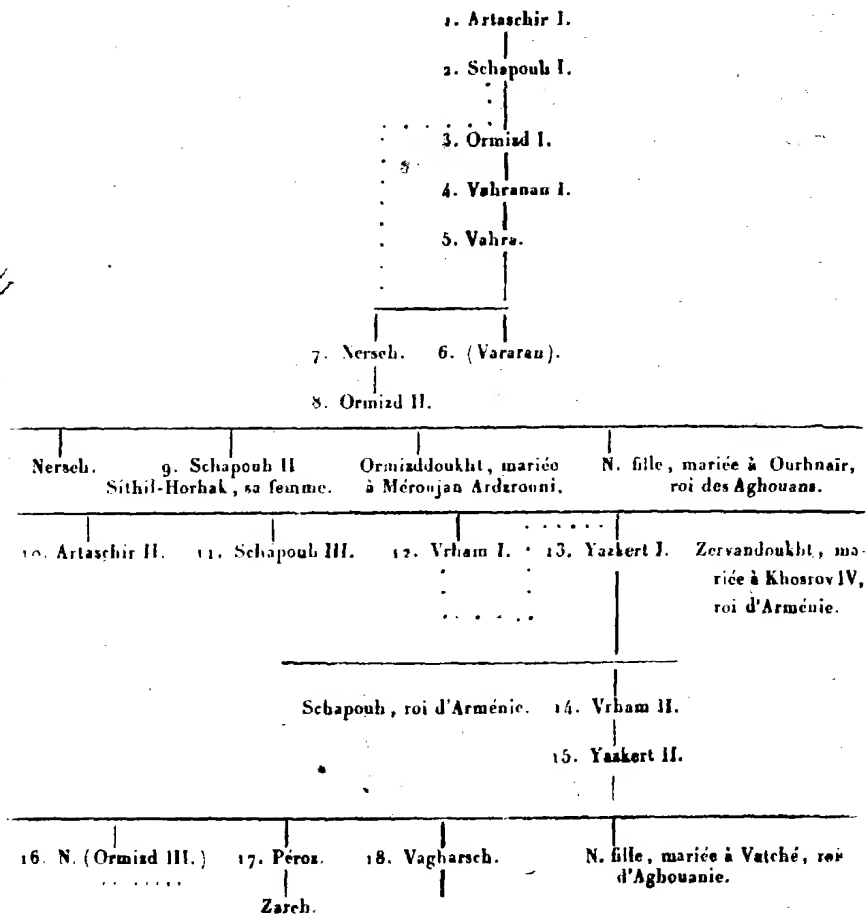 1. Artaschir I.
2. Schapouh I.
3. Ormizd I.
4. Vahranan I.
5. Vahra.
7. Nerseh. 6. (Vararan).
8. Ormizd II.
Nerseh. 9. Schapouh II Ormizddoukht, mariée N. fille, mariée à Ourhnaïr,
Sithil-Horhak, sa femme. à Méroujan Ardzrouni. roi des Aghouans.
10. Artaschir II. 11. Schapouh III. 12. Vrham I. 13. Yazkert I. Zervandoukht, ma-
riée à Khosrov IV,
roi d'Arménie.
Schapouh, roi d'Arménie. 14. Vrham II.
15. Yazkert II.
16. N. (Ormizd III.) 17. Péroz. 18. Vagharsch. N. fille, mariée à Vatché, roi
d'Aghouanie.
Zareh.